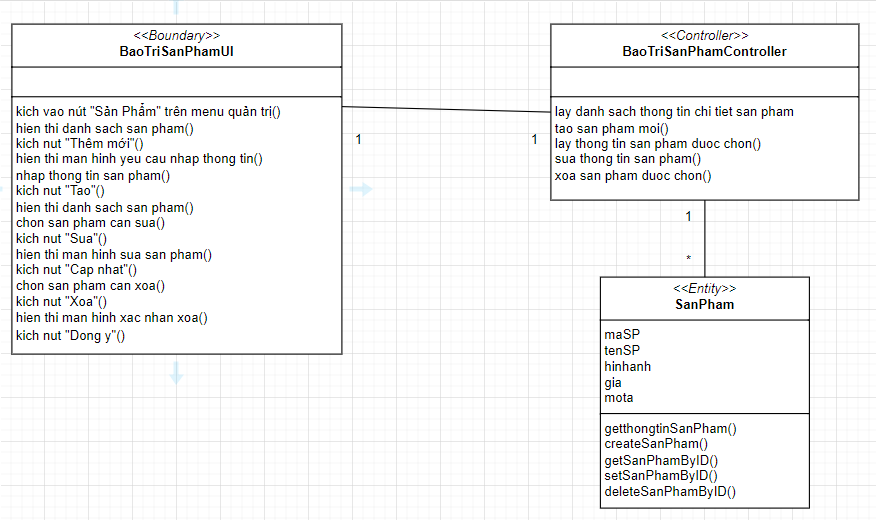 <<Boundary>>
BaoTriSanPhamUI
kich vao nút "Sản Phẩm" trên menu quản trị()
hien thi danh sach san pham()
kich nut "Thêm mới"()
hien thi man hinh yeu cau nhap thong tin()
nhap thong tin san pham()
kich nut "Tao"()
hien thi danh sach san pham()
chon san pham can sua()
kich nut "Sua"()
hien thi man hinh sua san pham()
kich nut "Cap nhat"()
chon san pham can xoa()
kich nut "Xoa"()
hien thi man hinh xac nhan xoa()
kich nut "Dong y"()
1
1
<<Controller>>
BaoTriSanPhamController
lay danh sach thong tin chi tiet san pham
tao san pham moi()
lay thong tin san pham duoc chon()
sua thong tin san pham()
xoa san pham duoc chon()
1
*
<<Entity>>
SanPham
maSP
tenSP
hinhanh
gia
mota
getthongtinSanPham()
createSanPham()
getSanPhamByID()
setSanPhamByID()
deleteSanPhamByID()